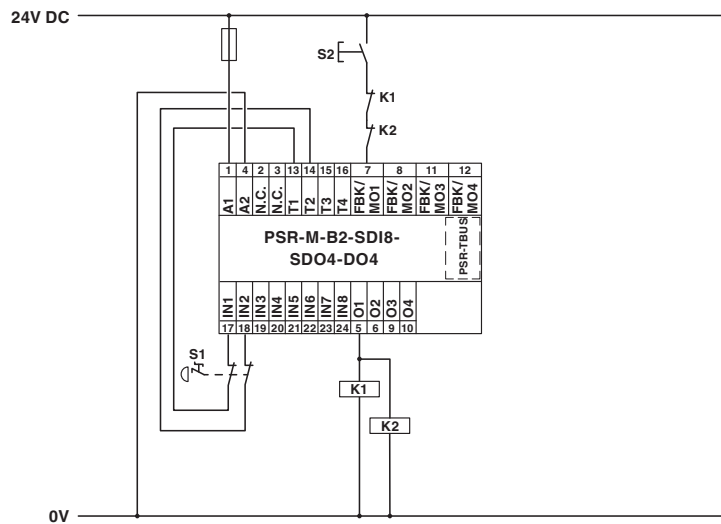 24V DC
S2
K1
K2
1 4 2 3 13 14 15 16 7 8 11 12
A1 A2 N.C. N.C. T1 T2 T3 T4 FBK/ MO1 FBK/ MO2 FBK/ MO3 FBK/ MO4
PSR-M-B2-SDI8-
SDO4-DO4
PSR-TBUS
IN1 IN2 IN3 IN4 IN5 IN6 IN7 IN8 O1 O2 O3 O4
17 18 19 20 21 22 23 24 5 6 9 10
S1
K1
K2
0V